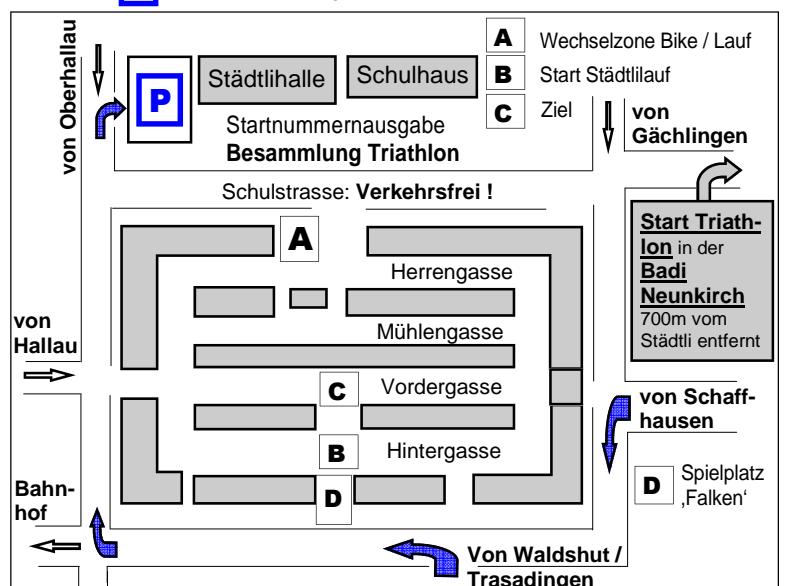 von Oberhallau
P
Städtlihalle
Schulhaus
Startnummernausgabe
Besammlung Triathlon
A Wechselzone Bike / Lauf
B Start Städtlilauf
C Ziel
von
Gächlingen
Schulstrasse: Verkehrsfrei !
A
Herrengasse
Mühlengasse
C Vordergasse
B Hintergasse
D
Start Triath-
lon in der
Badi
Neunkirch
700m vom
Städtli entfernt
von
Hallau
von Schaff-
hausen
D Spielplatz
‚Falken‘
Bahn-
hof
Von Waldshut /
Trasadingen